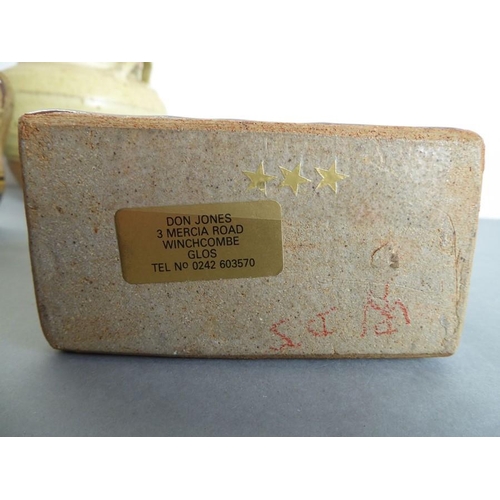 DON JONES
3 MERCIA ROAD
WINCHCOMBE
GLOS
TEL Nº 0242 603570